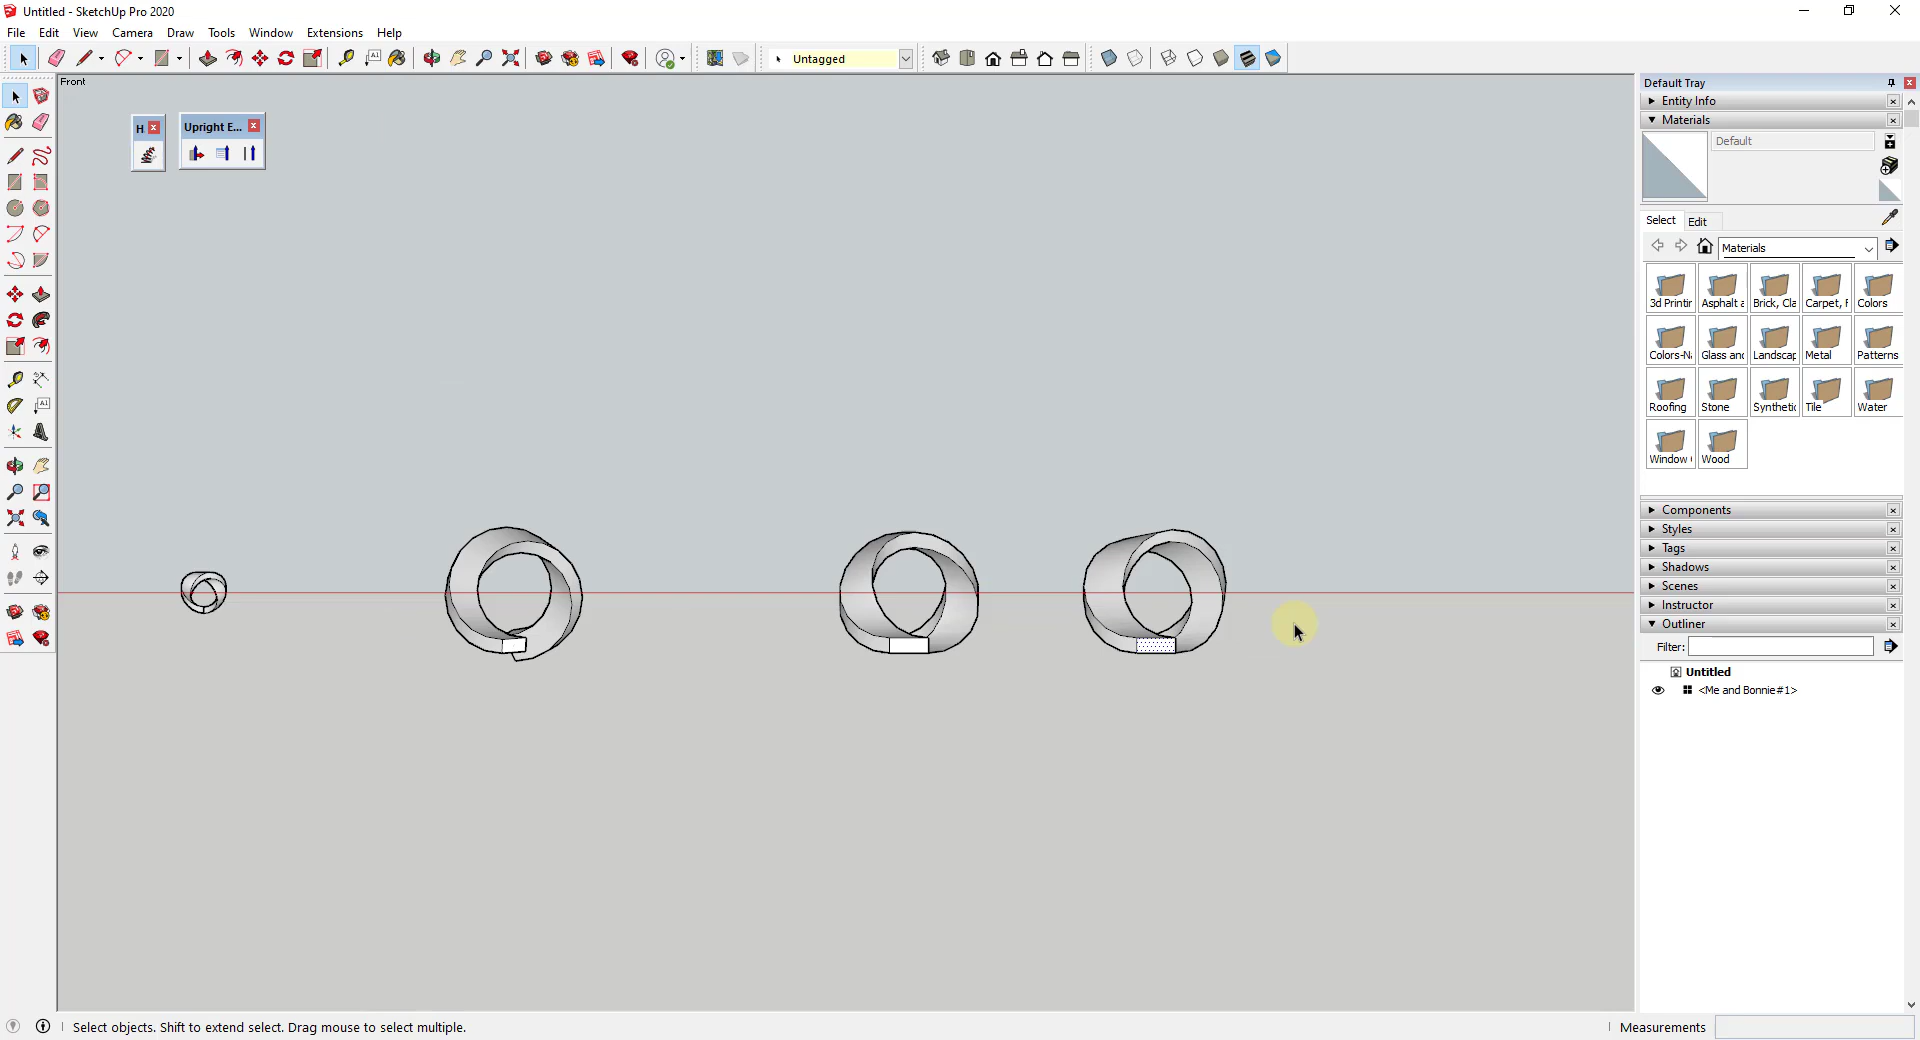 Untitled - SketchUp Pro 2020
File Edit View Camera Draw Tools Window Extensions Help
Untagged
Front
H
Upright E...
Default Tray
Entity Info
Materials
Default
Select Edit
Materials
3d Printir Asphalt a Brick, Cla Carpet, F Colors
Colors-Na Glass and Landscap Metal Patterns
Roofing Stone Synthetic Tile Water
Window Wood
Components
Styles
Tags
Shadows
Scenes
Instructor
Outliner
Filter:
Untitled
<Me and Bonnie#1>
Select objects. Shift to extend select. Drag mouse to select multiple.
Measurements